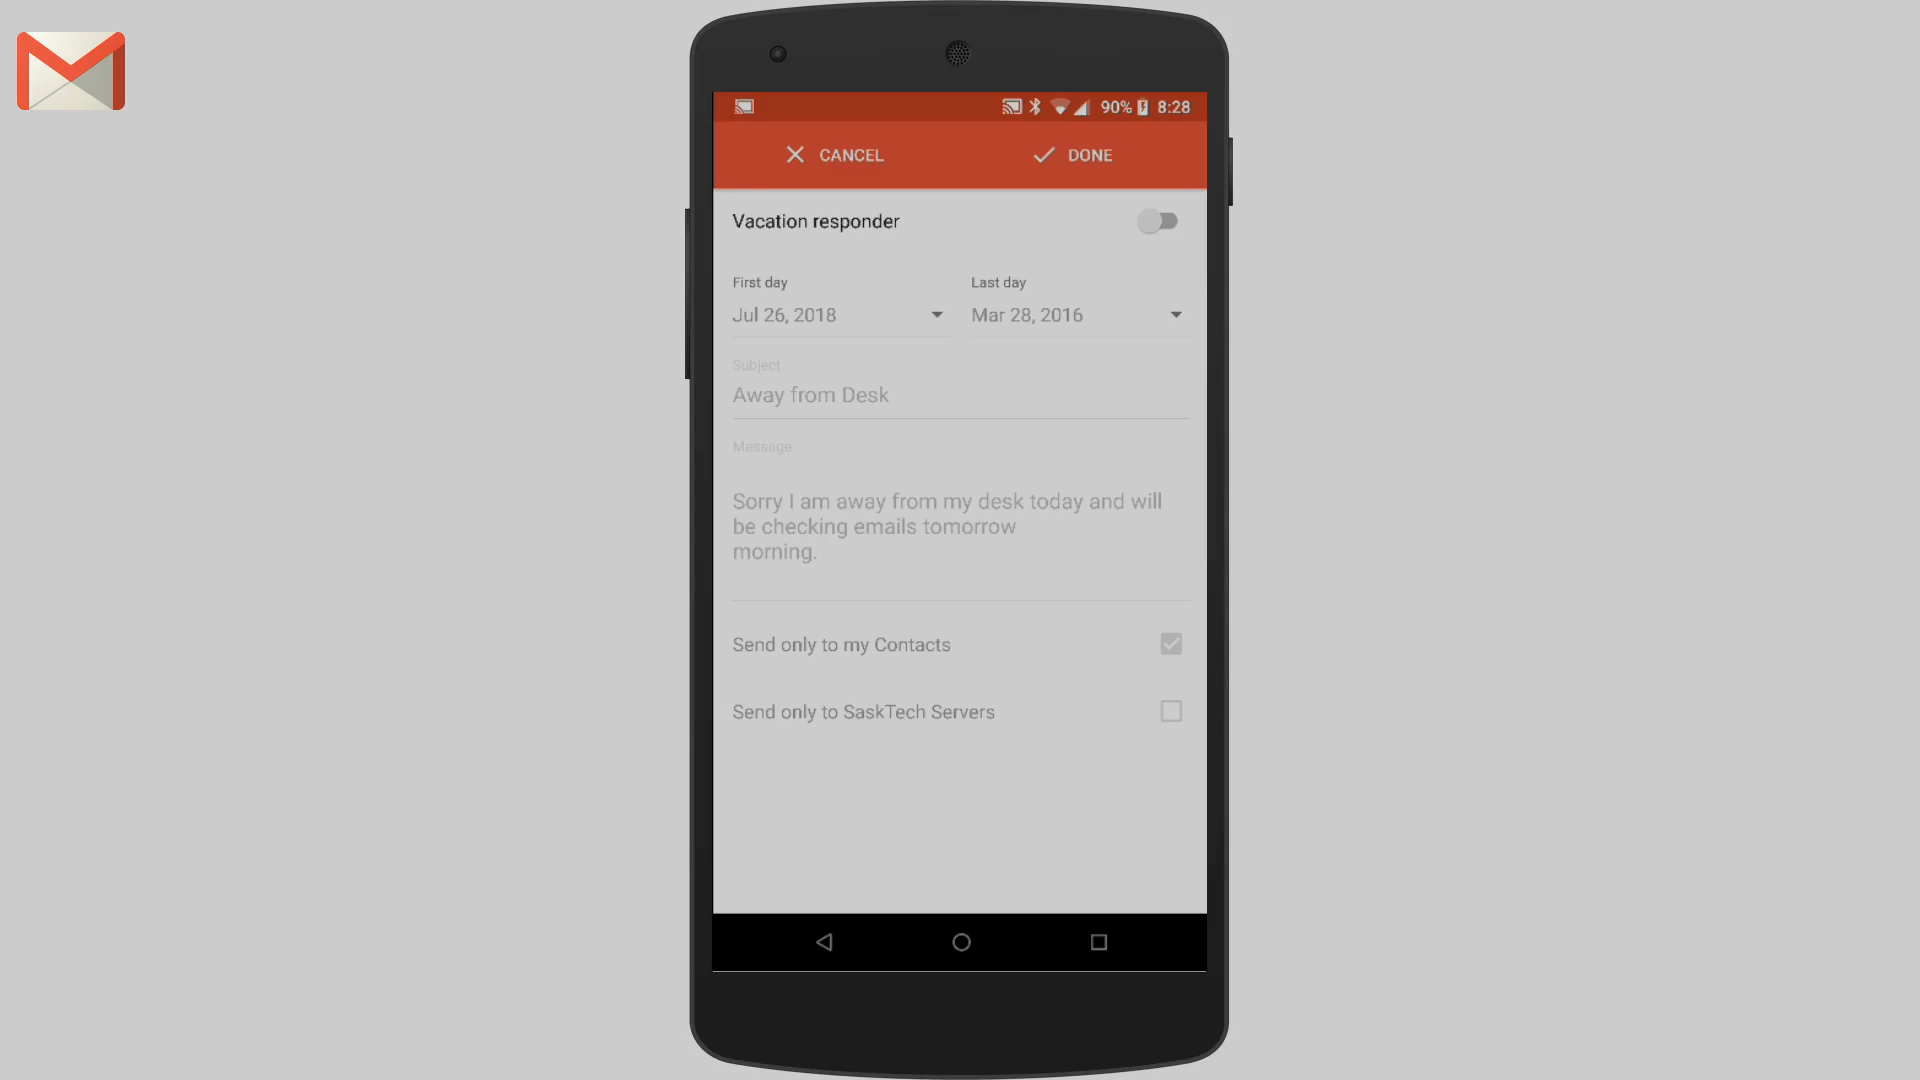 90% 8:28
CANCEL DONE
Vacation responder
First day Last day
Jul 26, 2018 Mar 28, 2016
Subject
Away from Desk
Message
Sorry I am away from my desk today and will
be checking emails tomorrow
morning.
Send only to my Contacts
Send only to SaskTech Servers